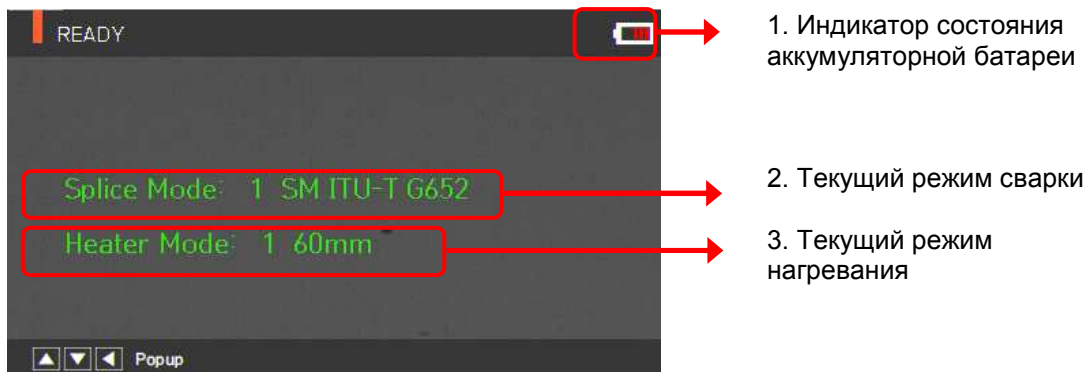 READY
1. Индикатор состояния
аккумуляторной батареи
Splice Mode: 1 SM ITU-T G652
2. Текущий режим сварки
Heater Mode: 1 60mm
3. Текущий режим
нагревания
Popup